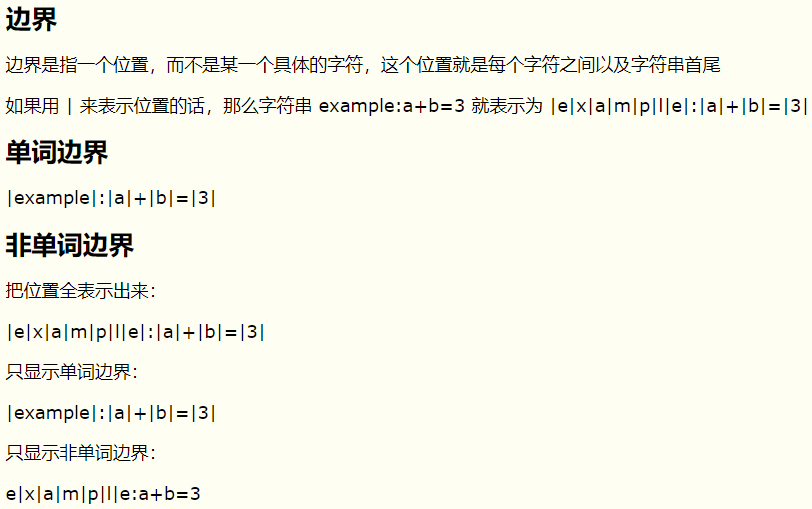 边界
边界是指一个位置，而不是某一个具体的字符，这个位置就是每个字符之间以及字符串首尾
如果用 | 来表示位置的话，那么字符串 example:a+b=3 就表示为 |e|x|a|m|p|l|e|:|a|+|b|=|3|
单词边界
|example|:|a|+|b|=|3|
非单词边界
把位置全表示出来：
|e|x|a|m|p|l|e|:|a|+|b|=|3|
只显示单词边界：
|example|:|a|+|b|=|3|
只显示非单词边界：
e|x|a|m|p|l|e:a+b=3